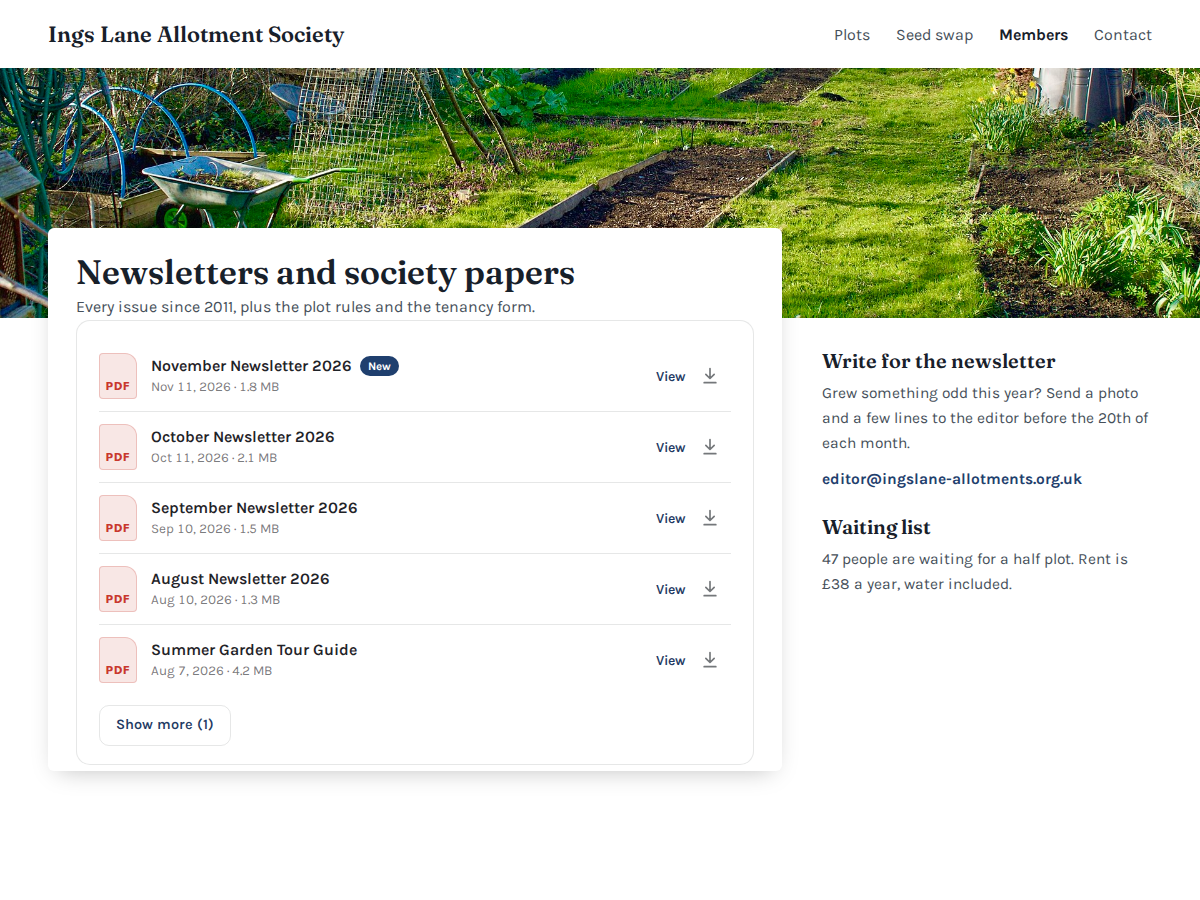 Ings Lane Allotment Society
Plots
Seed swap
Members
Contact
Newsletters and society papers
Every issue since 2011, plus the plot rules and the tenancy form.
PDF
November Newsletter 2026 New
Nov 11, 2026 · 1.8 MB
View
PDF
October Newsletter 2026
Oct 11, 2026 · 2.1 MB
View
PDF
September Newsletter 2026
Sep 10, 2026 · 1.5 MB
View
PDF
August Newsletter 2026
Aug 10, 2026 · 1.3 MB
View
PDF
Summer Garden Tour Guide
Aug 7, 2026 · 4.2 MB
View
Show more (1)
Write for the newsletter
Grew something odd this year? Send a photo
and a few lines to the editor before the 20th of
each month.
editor@ingslane-allotments.org.uk
Waiting list
47 people are waiting for a half plot. Rent is
£38 a year, water included.